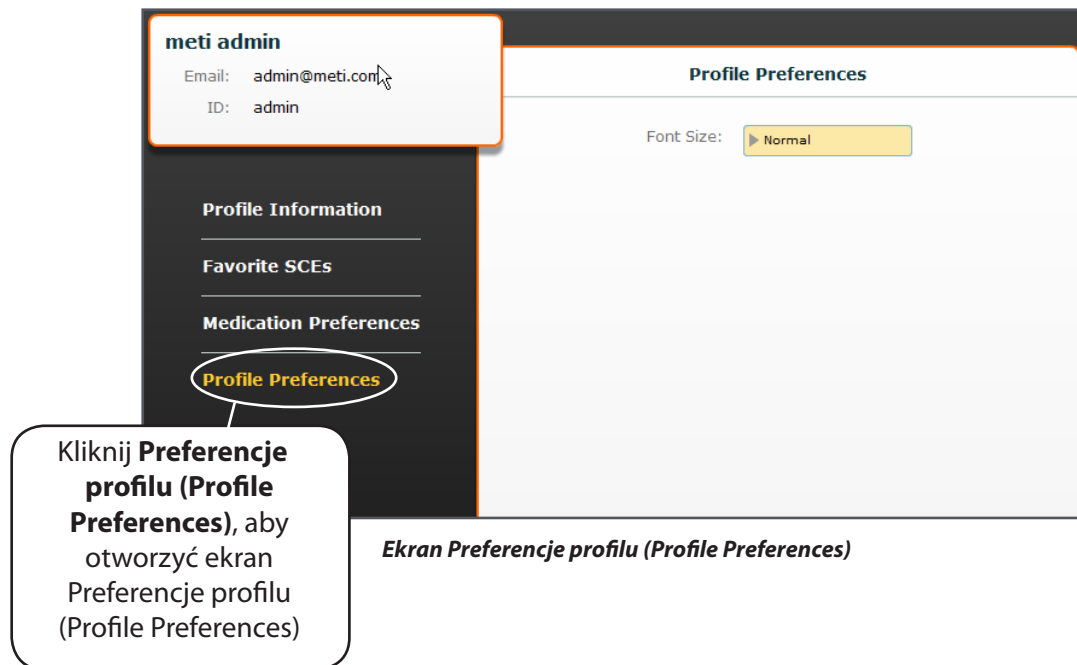 meti admin
Email: admin@meti.com
ID: admin
Profile Preferences
Font Size: Normal
Profile Information
Favorite SCEs
Medication Preferences
Profile Preferences
Kliknij Preferencje
profilu (Profile
Preferences), aby
otworzyć ekran
Preferencje profilu
(Profile Preferences)
Ekran Preferencje profilu (Profile Preferences)